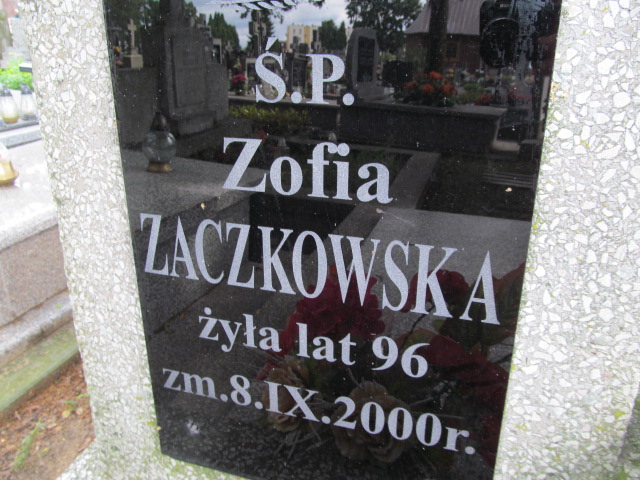 Ś.P.
Zofia
ZACZKOWSKA
żyła lat 96
zm.8.IX.2000r.